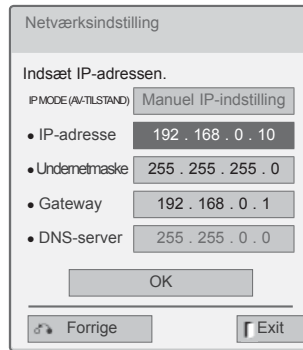 Netværksindstilling
Indsæt IP-adressen.
IP MODE (AV-TILSTAND) Manuel IP-indstilling
• IP-adresse 192 . 168 . 0 . 10
• Undernetmaske 255 . 255 . 255 . 0
• Gateway 192 . 168 . 0 . 1
• DNS-server 255 . 255 . 0 . 0
OK
Forrige Exit